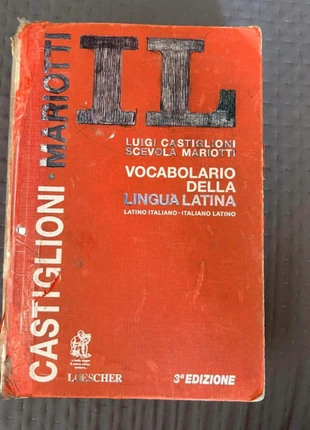 IL
LUIGI CASTIGLIONI
SCEVOLA MARIOTTI
VOCABOLARIO
DELLA
LINGUA LATINA
LATINO ITALIANO · ITALIANO LATINO
CASTIGLIONI · MARIOTTI
LOESCHER
3ª EDIZIONE